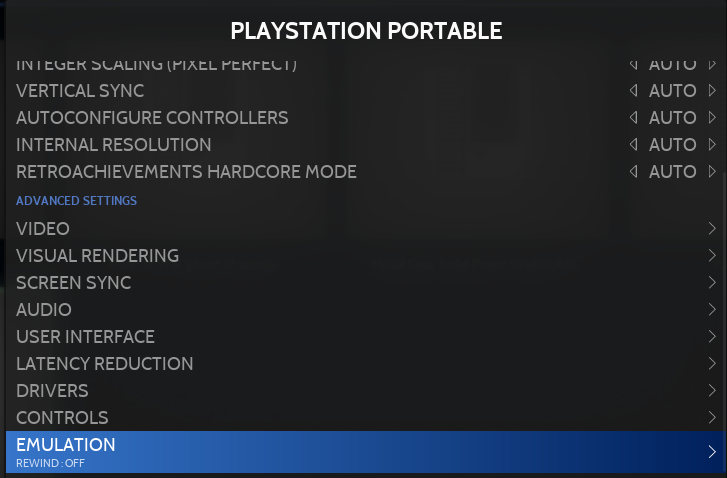 PLAYSTATION PORTABLE
INTEGER SCALING (PIXEL PERFECT) AUTO
VERTICAL SYNC AUTO
AUTOCONFIGURE CONTROLLERS AUTO
INTERNAL RESOLUTION AUTO
RETROACHIEVEMENTS HARDCORE MODE AUTO
ADVANCED SETTINGS
VIDEO
VISUAL RENDERING
SCREEN SYNC
AUDIO
USER INTERFACE
LATENCY REDUCTION
DRIVERS
CONTROLS
EMULATION
REWIND : OFF